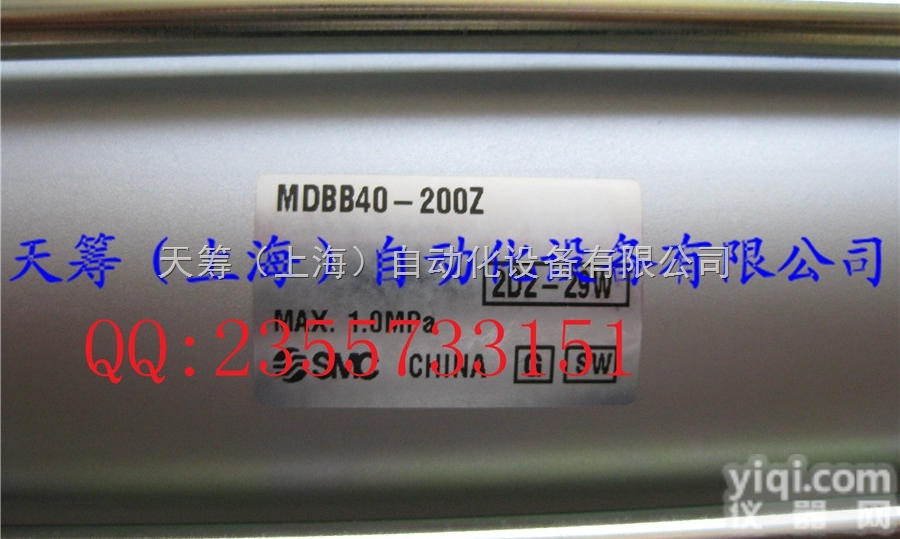 MDBB40-200Z
天筹（上海）自动化设备有限公司
天筹（上海）自动化设备有限公司
2DZ-29W
MAX. 1.0MPa
QQ:2355733151
SMC CHINA G SW
yiqi.com
仪器网